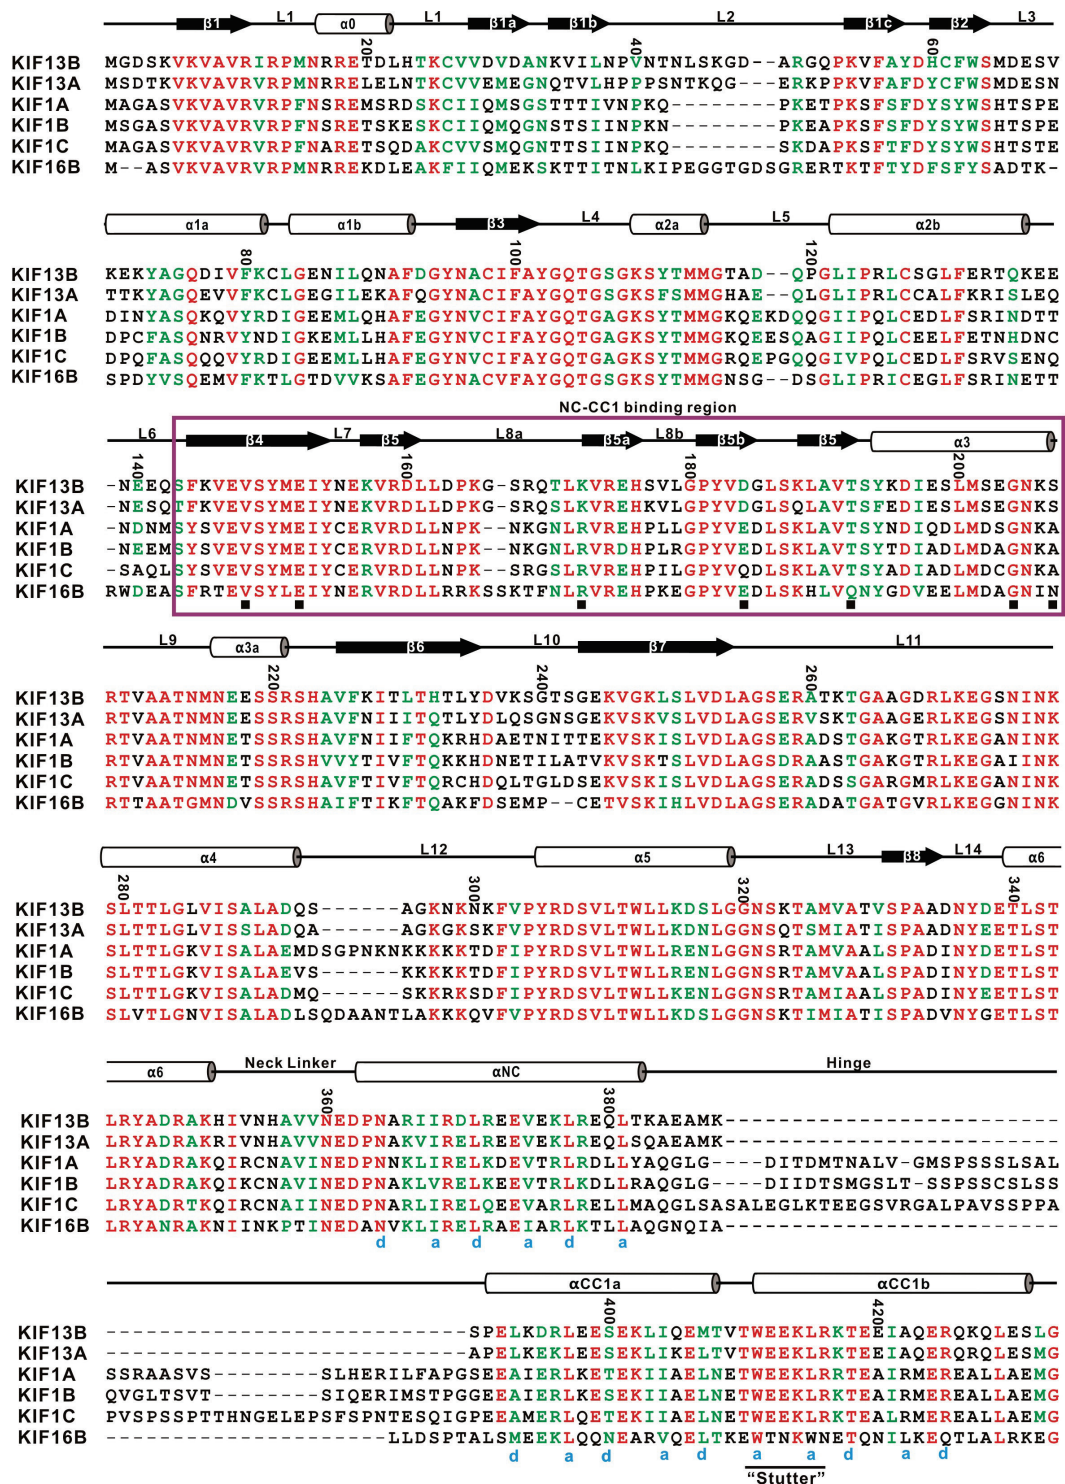 β1 L1 α0 L1 β1a β1b L2 β1c β2 L3
20 40 60
KIF13B MGDSKVKVAVRIRPMNRRETDLHTKCVVDVDANKVILNPVNTNLSKGD--ARGQPKVFAYDHCFWSMDESV
KIF13A MSDTKVKVAVRVRPMNRRELELNTKCVVEMEGNQTVLHPPPSNTKQG--ERKPPKVFAFDYCFWSMDESN
KIF1A MAGASVKVAVRVRPFNSREMSRDSKCIIQMSGSTTTIVNPKQ--------PKETPKSFSFDYSYWSHTSPE
KIF1B MSGASVKVAVRVRPFNSRETSKESKCIIQMQGNSTSIINPKN--------PKEAPKSFSFDYSYWSHTSPE
KIF1C MAGASVKVAVRVRPFNARETSQDAKCVVSMQGNTTSIINPKQ--------SKDAPKSFTFDYSYWSHTSTE
KIF16B M--ASVKVAVRVRPMNRREKDLEAKFIIQMEKSKTTITNLKIPEGGTGDSGRERTKTFTYDFSFYSADTK-
α1a α1b β3 L4 α2a L5 α2b
80 100 120
KIF13B KEKYAGQDIVFKCLGENILQNAFDGYNACIFAYGQTGSGKSYTMMGTAD--QPGLIPRLCSGLFERTQKEE
KIF13A TTKYAGQEVVFKCLGEGILEKAFQGYNACIFAYGQTGSGKSFSMMGHAE--QLGLIPRLCCALFKRISLEQ
KIF1A DINYASQKQVYRDIGEEMLQHAFEGYNVCIFAYGQTGAGKSYTMMGKQEKDQQGIIPQLCEDLFSRINDTT
KIF1B DPCFASQNRVYNDIGKEMLLHAFEGYNVCIFAYGQTGAGKSYTMMGKQEESQAGIIPQLCEELFETNHDNC
KIF1C DPQFASQQQVYRDIGEEMLLHAFEGYNVCIFAYGQTGAGKSYTMMGRQEPGQQGIVPQLCEDLFSRVSENQ
KIF16B SPDYVSQEMVFKTLGTDVVKSAFEGYNACVFAYGQTGSGKSYTMMGNSG--DSGLIPRICEGLFSRINETT
NC-CC1 binding region
L6 β4 L7 β5 L8a β5a L8b β5b β5 α3
140 160 180 200
KIF13B -NEEQSFKVEVSYMEIYNEKVRDLLDPKG-SRQTLKVREHSVLGPYVDGLSKLAVTSYKDIESLMSEGNKS
KIF13A -NESQTFKVEVSYMEIYNEKVRDLLDPKG-SRQSLKVREHKVLGPYVDGLSQLAVTSFEDIESLMSEGNKS
KIF1A -NDNMSYSVEVSYMEIYCERVRDLLNPK--NKGNLRVREHPLLGPYVEDLSKLAVTSYNDIQDLMDSGNKA
KIF1B -NEEMSYSVEVSYMEIYCERVRDLLNPK--NKGNLRVRDHPLRGPYVEDLSKLAVTSYTDIADLMDAGNKA
KIF1C -SAQLSYSVEVSYMEIYCERVRDLLNPK--SRGSLRVREHPILGPYVQDLSKLAVTSYADIADLMDCGNKA
KIF16B RWDEASFRTEVSYLEIYNERVRDLLRRKSSKTFNLRVREHPKEGPYVEDLSKHLVQNYGDVEELMDAGNIN
L9 α3a β6 L10 β7 L11
220 240 260
KIF13B RTVAATNMNEESSRSHAVFKITLTHTLYDVKSGTSGEKVGKLSLVDLAGSERATKTGAAGDRLKEGSNINK
KIF13A RTVAATNMNEESSRSHAVFNIIITQTLYDLQSGNSGEKVSKVSLVDLAGSERVSKTGAAGERLKEGSNINK
KIF1A RTVAATNMNETSSRSHAVFNIIFTQKRHDAETNITTEKVSKISLVDLAGSERADSTGAKGTRLKEGANINK
KIF1B RTVAATNMNETSSRSHVVYTIVFTQKKHDNETILATVKVSKTSLVDLAGSDRAASTGAKGTRLKEGAIINK
KIF1C RTVAATNMNETSSRSHAVFTIVFTQRCHDQLTGLDSEKVSKISLVDLAGSERADSSGARGMRLKEGANINK
KIF16B RTTAATGMNDVSSRSHAIFTIKFTQAKFDSEMP--CETVSKIHLVDLAGSERADATGATGVRLKEGGNINK
α4 L12 α5 L13 β8 L14 α6
280 300 320 340
KIF13B SLTTLGLVISALADQS------AGKNKNKFVPYRDSVLTWLLKDSLGGNSKTAMVATVSPAADNYDETLST
KIF13A SLTTLGLVISSLADQA------AGKGKSKFVPYRDSVLTWLLKDNLGGNSQTSMIATISPAADNYEETLST
KIF1A SLTTLGKVISALAEMDSGPNKNKKKKKTDFIPYRDSVLTWLLRENLGGNSRTAMVAALSPADINYDETLST
KIF1B SLTTLGKVISALAEVS------KKKKKTDFIPYRDSVLTWLLRENLGGNSRTAMVAALSPADINYDETLST
KIF1C SLTTLGKVISALADMQ------SKKRKSDFIPYRDSVLTWLLKENLGGNSRTAMIAALSPADINYEETLST
KIF16B SLVTLGNVISALADLSQDAANTLAKKKQVFVPYRDSVLTWLLKDSLGGNSKTIMIATISPADVNYGETLST
α6 Neck Linker αNC Hinge
360 380
KIF13B LRYADRAKHIVNHAVVNEDPNARIIRDLREEVEKLREQLTKAEAMK-------------------------
KIF13A LRYADRAKHIVNHAVVNEDPNAKVIRELREEVEKLREQLSQAEAMK-------------------------
KIF1A LRYADRAKQIRCNAVINEDPNNKLIRELKDEVTRLRDLLYAQGLG----DITDMTNALV-GMSPSSSLSAL
KIF1B LRYADRAKQIKCNAVINEDPNAKLVRELKEEVTRLKDLLRAQGLG----DIIDTSMGSLT-SSPSSCSLSS
KIF1C LRYADRTKQIRCNAIINEDPNARLIRELQEEVARLRELLMAQGLSASALEGLKTEEGSVRGALPAVSSPPA
KIF16B LRYANRAKNIINKPTINEDANVKLIRELRAEIARLKTLLAQGNQIA-------------------------
d a d a d a
αCC1a αCC1b
400 420
KIF13B ---------------------------SPELKDRLEESEKLIQEMTVTWEEKLRKTEEIAQERQKQLESLG
KIF13A ---------------------------APELKEKLEESEKLIKELTVTWEEKLRKTEEIAQERQRQLESMG
KIF1A SSRAASVS--------SLHERILFAPGSEEAIERLKETEKIIAELNETWEEKLRRTEAIRMEREALLAEMG
KIF1B QVGLTSVT--------SIQERIMSTPGGEEAIERLKESEKIIAELNETWEEKLRKTEAIRMEREALLAEMG
KIF1C PVSPSSPTTHNGELEPSFSPNTESQIGPEEAMERLQETEKIIAELNETWEEKLRKTEALRMEREALLAEMG
KIF16B ---------------------LLDSPTALSMEEKLQQNEARVQELTKEWTNKWNETQNILKEQTLALRKEG
d a d a d a a d a d
“Stutter”